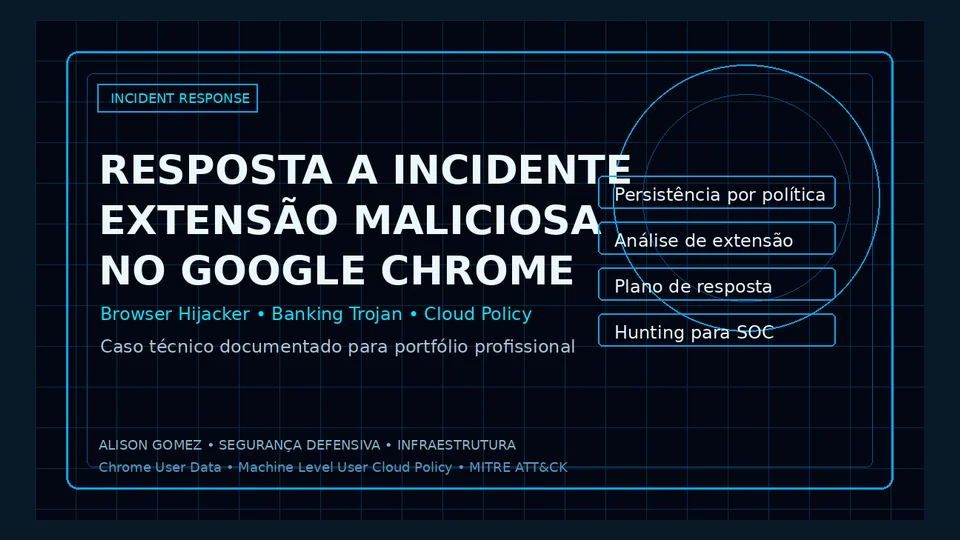 INCIDENT RESPONSE
RESPOSTA A INCIDENTE
EXTENSÃO MALICIOSA
NO GOOGLE CHROME
Browser Hijacker • Banking Trojan • Cloud Policy
Caso técnico documentado para portfólio profissional
Persistência por política
Análise de extensão
Plano de resposta
Hunting para SOC
ALISON GOMEZ • SEGURANÇA DEFENSIVA • INFRAESTRUTURA
Chrome User Data • Machine Level User Cloud Policy • MITRE ATT&CK